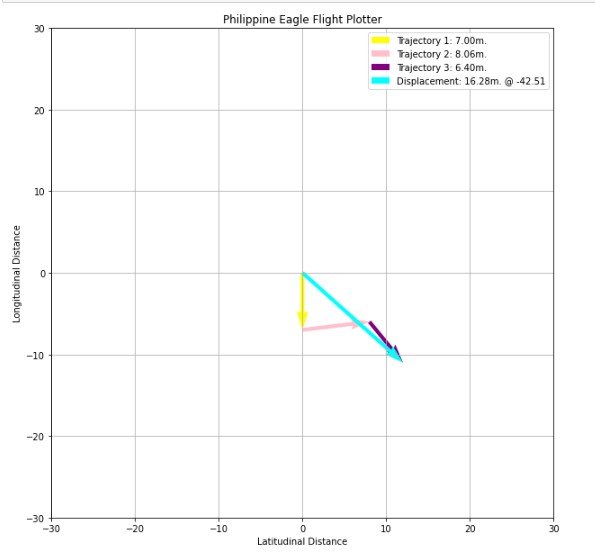 Philippine Eagle Flight Plotter
30
Trajectory 1: 7.00m.
Trajectory 2: 8.06m.
Trajectory 3: 6.40m.
Displacement: 16.28m. @ -42.51
20
10
0
−10
−20
−30
Longitudinal Distance
−30 −20 −10 0 10 20 30
Latitudinal Distance